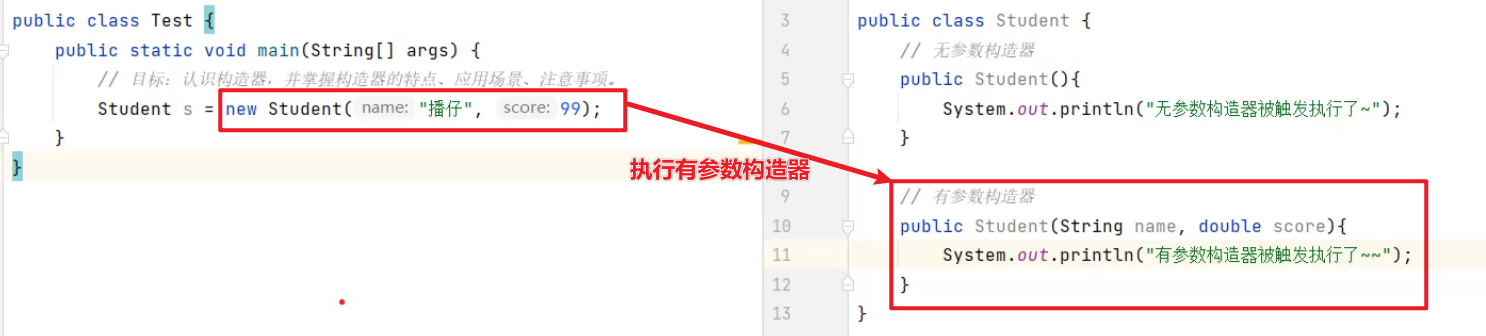 public class Test {
public static void main(String[] args) {
// 目标：认识构造器，并掌握构造器的特点、应用场景、注意事项。
Student s = new Student( name: "播仔", score: 99);
}
}
执行有参数构造器
3 public class Student {
4 // 无参数构造器
5 public Student(){
6 System.out.println("无参数构造器被触发执行了~");
7 }
9 // 有参数构造器
10 public Student(String name, double score){
11 System.out.println("有参数构造器被触发执行了~~");
12 }
13 }